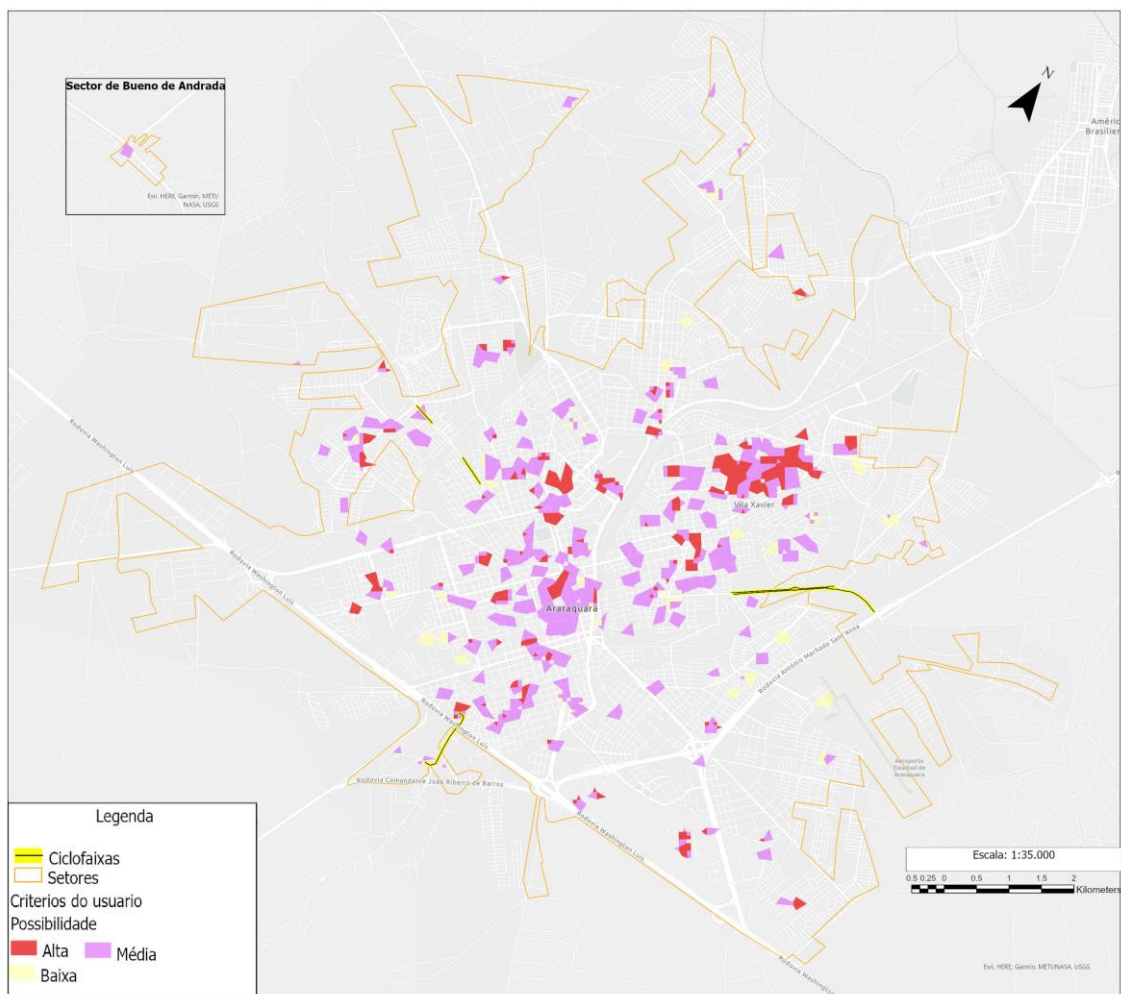 Sector de Bueno de Andrada
Esri, HERE, Garmin, METI/
NASA, USGS
N
Améric
Brasilien
Rodovia Washington Luís
Rodovia Washington Luís
Vila Xavier
Araraquara
Rodovia Antônio Machado Sant'Anna
Rodovia Washington Luís
Aeroporto
Estadual de
Araraquara
Rodovia Comandante João Ribeiro de Barros
Rodovia Washington Luís
Rodovia Washington
Legenda
Ciclofaixas
Setores
Criterios do usuario
Possibilidade
Alta
Média
Baixa
Escala: 1:35.000
0.5 0.25 0 0.5 1 1.5 2
Kilometers
Esri, HERE, Garmin, METI/NASA, USGS